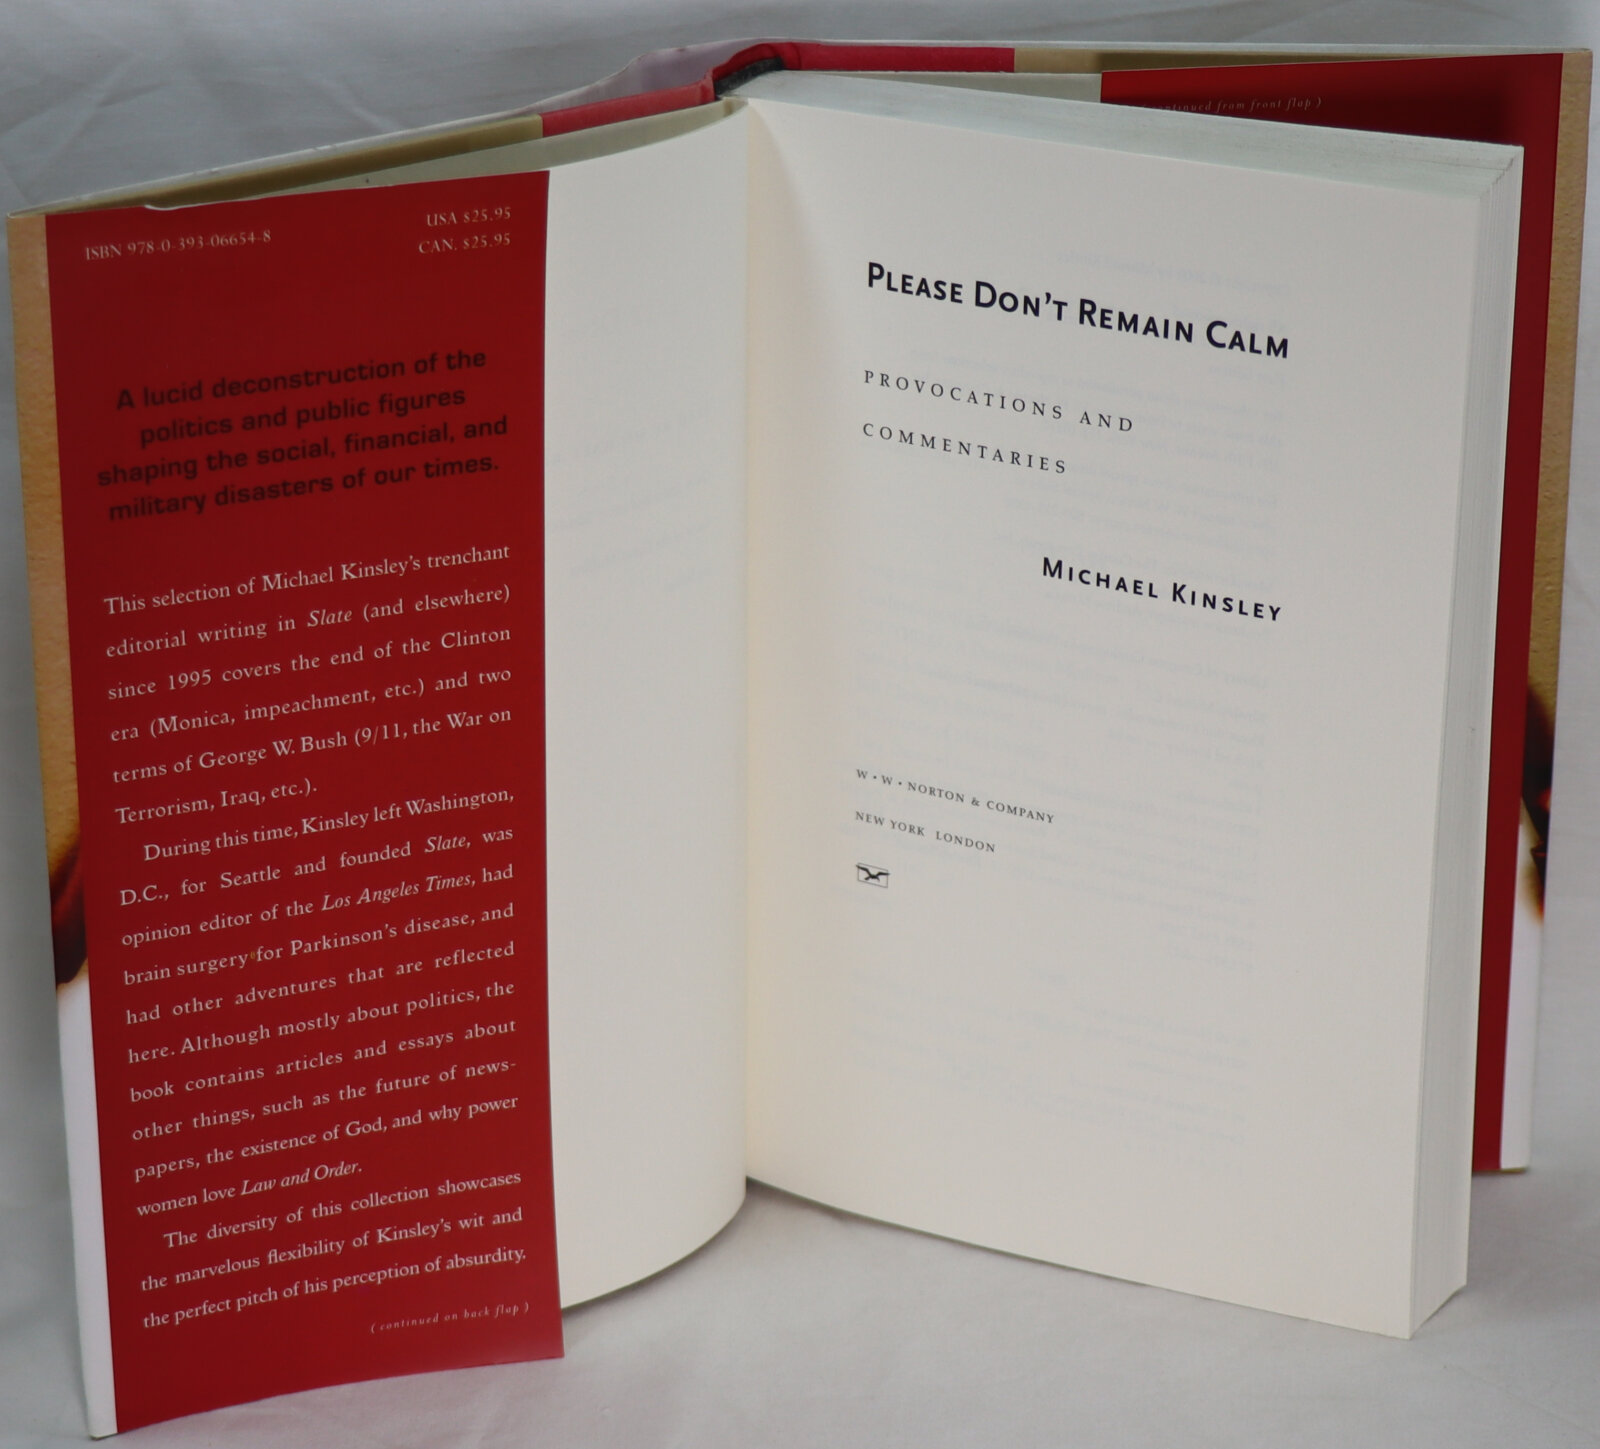 ISBN 978-0-393-06654-8
USA $25.95
CAN. $25.95
A lucid deconstruction of the
politics and public figures
shaping the social, financial, and
military disasters of our times.
This selection of Michael Kinsley's trenchant
editorial writing in Slate (and elsewhere)
since 1995 covers the end of the Clinton
era (Monica, impeachment, etc.) and two
terms of George W. Bush (9/11, the War on
Terrorism, Iraq, etc.).
During this time, Kinsley left Washington,
D.C., for Seattle and founded Slate, was
opinion editor of the Los Angeles Times, had
brain surgery for Parkinson's disease, and
had other adventures that are reflected
here. Although mostly about politics, the
book contains articles and essays about
other things, such as the future of news-
papers, the existence of God, and why power
women love Law and Order.
The diversity of this collection showcases
the marvelous flexibility of Kinsley's wit and
the perfect pitch of his perception of absurdity.
(continued on back flap)
PLEASE DON'T REMAIN CALM
PROVOCATIONS AND
COMMENTARIES
MICHAEL KINSLEY
W • W • NORTON & COMPANY
NEW YORK LONDON
continued from front flap)